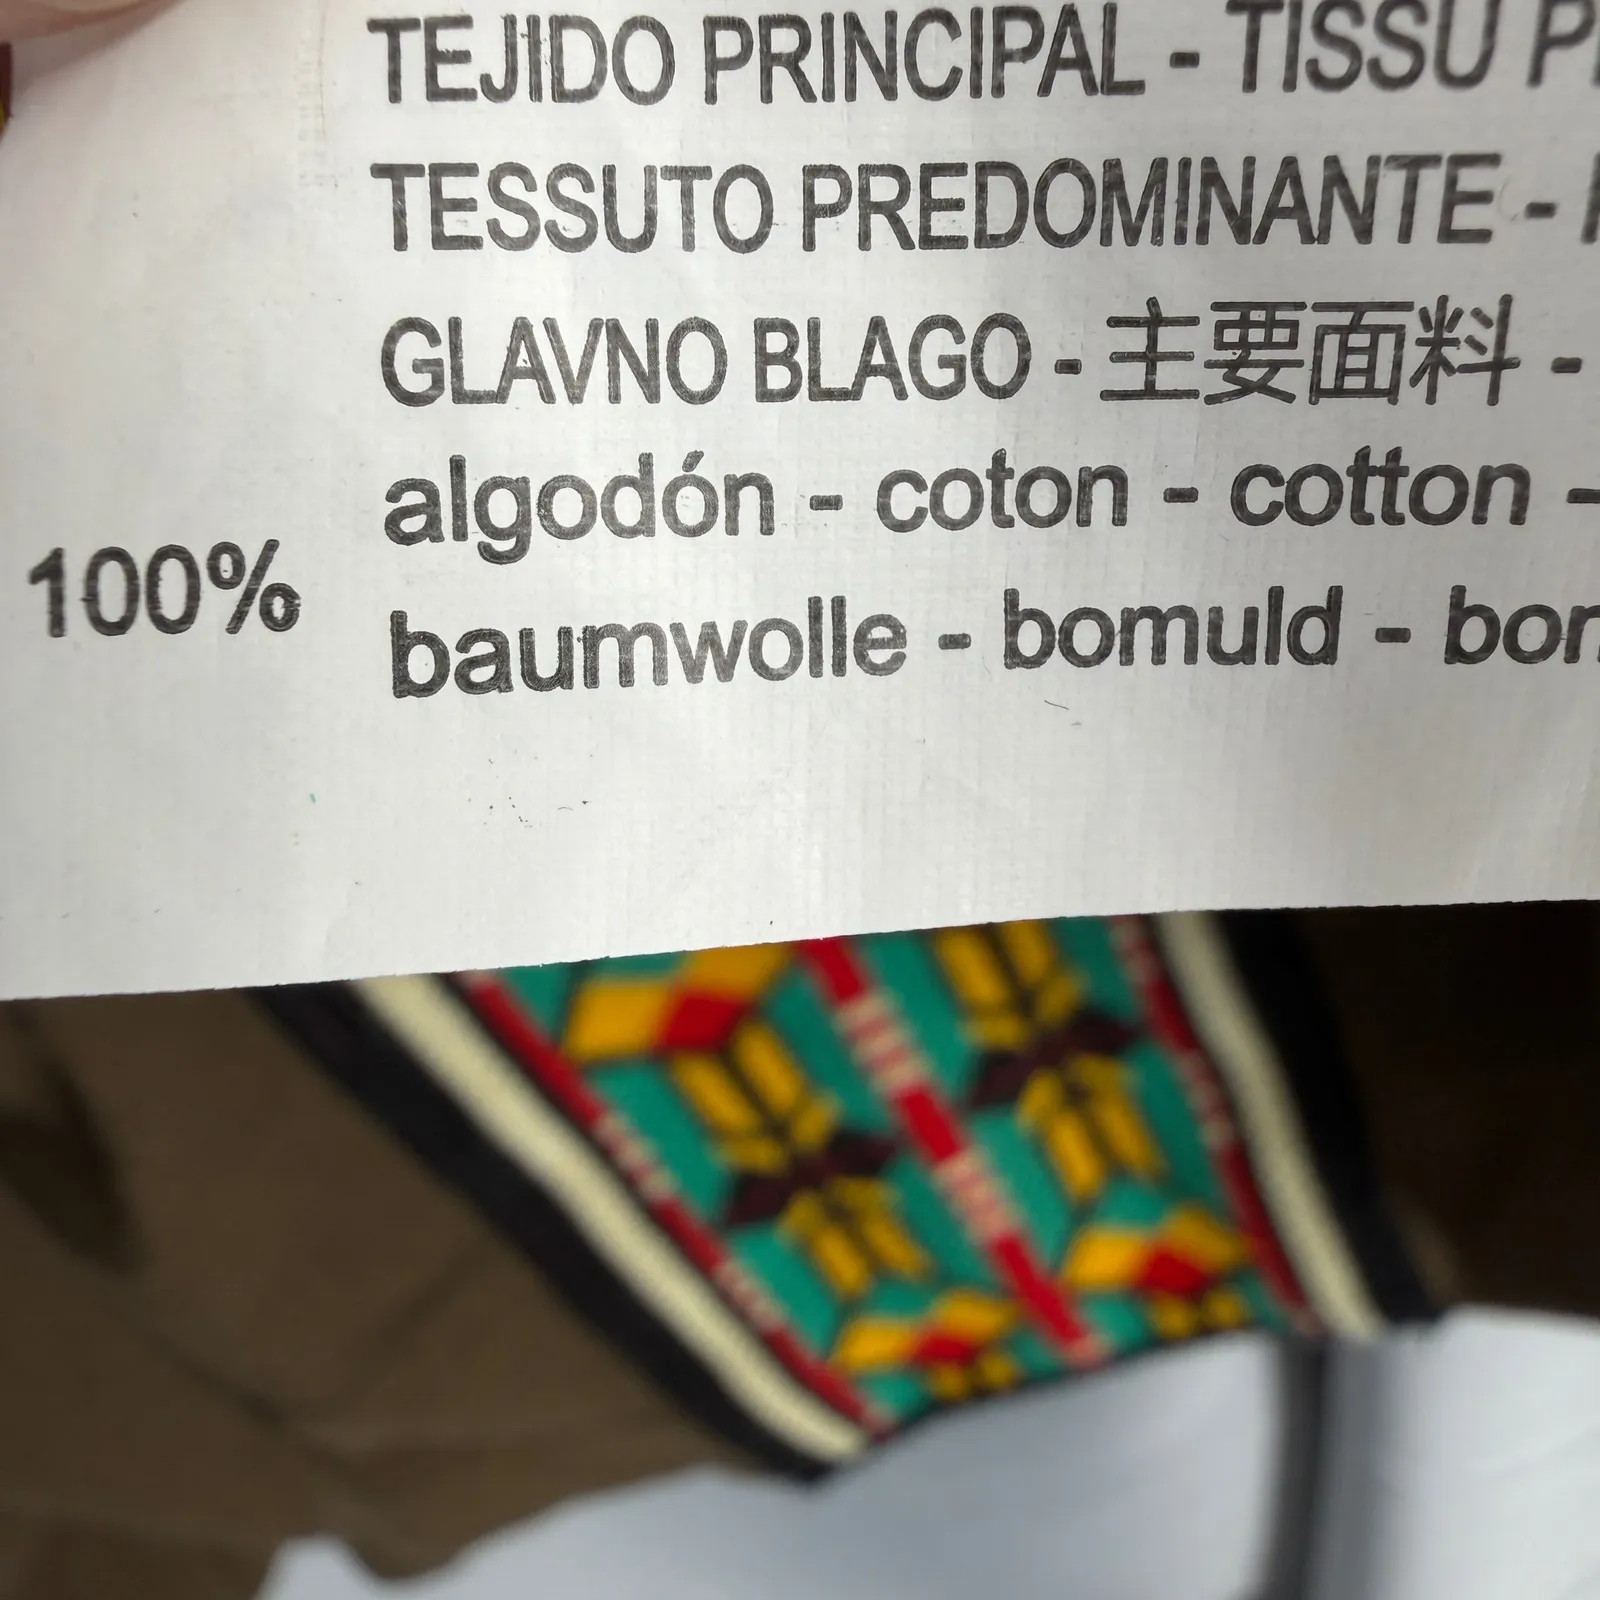 TEJIDO PRINCIPAL - TISSU
TESSUTO PREDOMINANTE -
GLAVNO BLAGO - 主要面料 -
algodón - coton - cotton -
100%
baumwolle - bomuld -